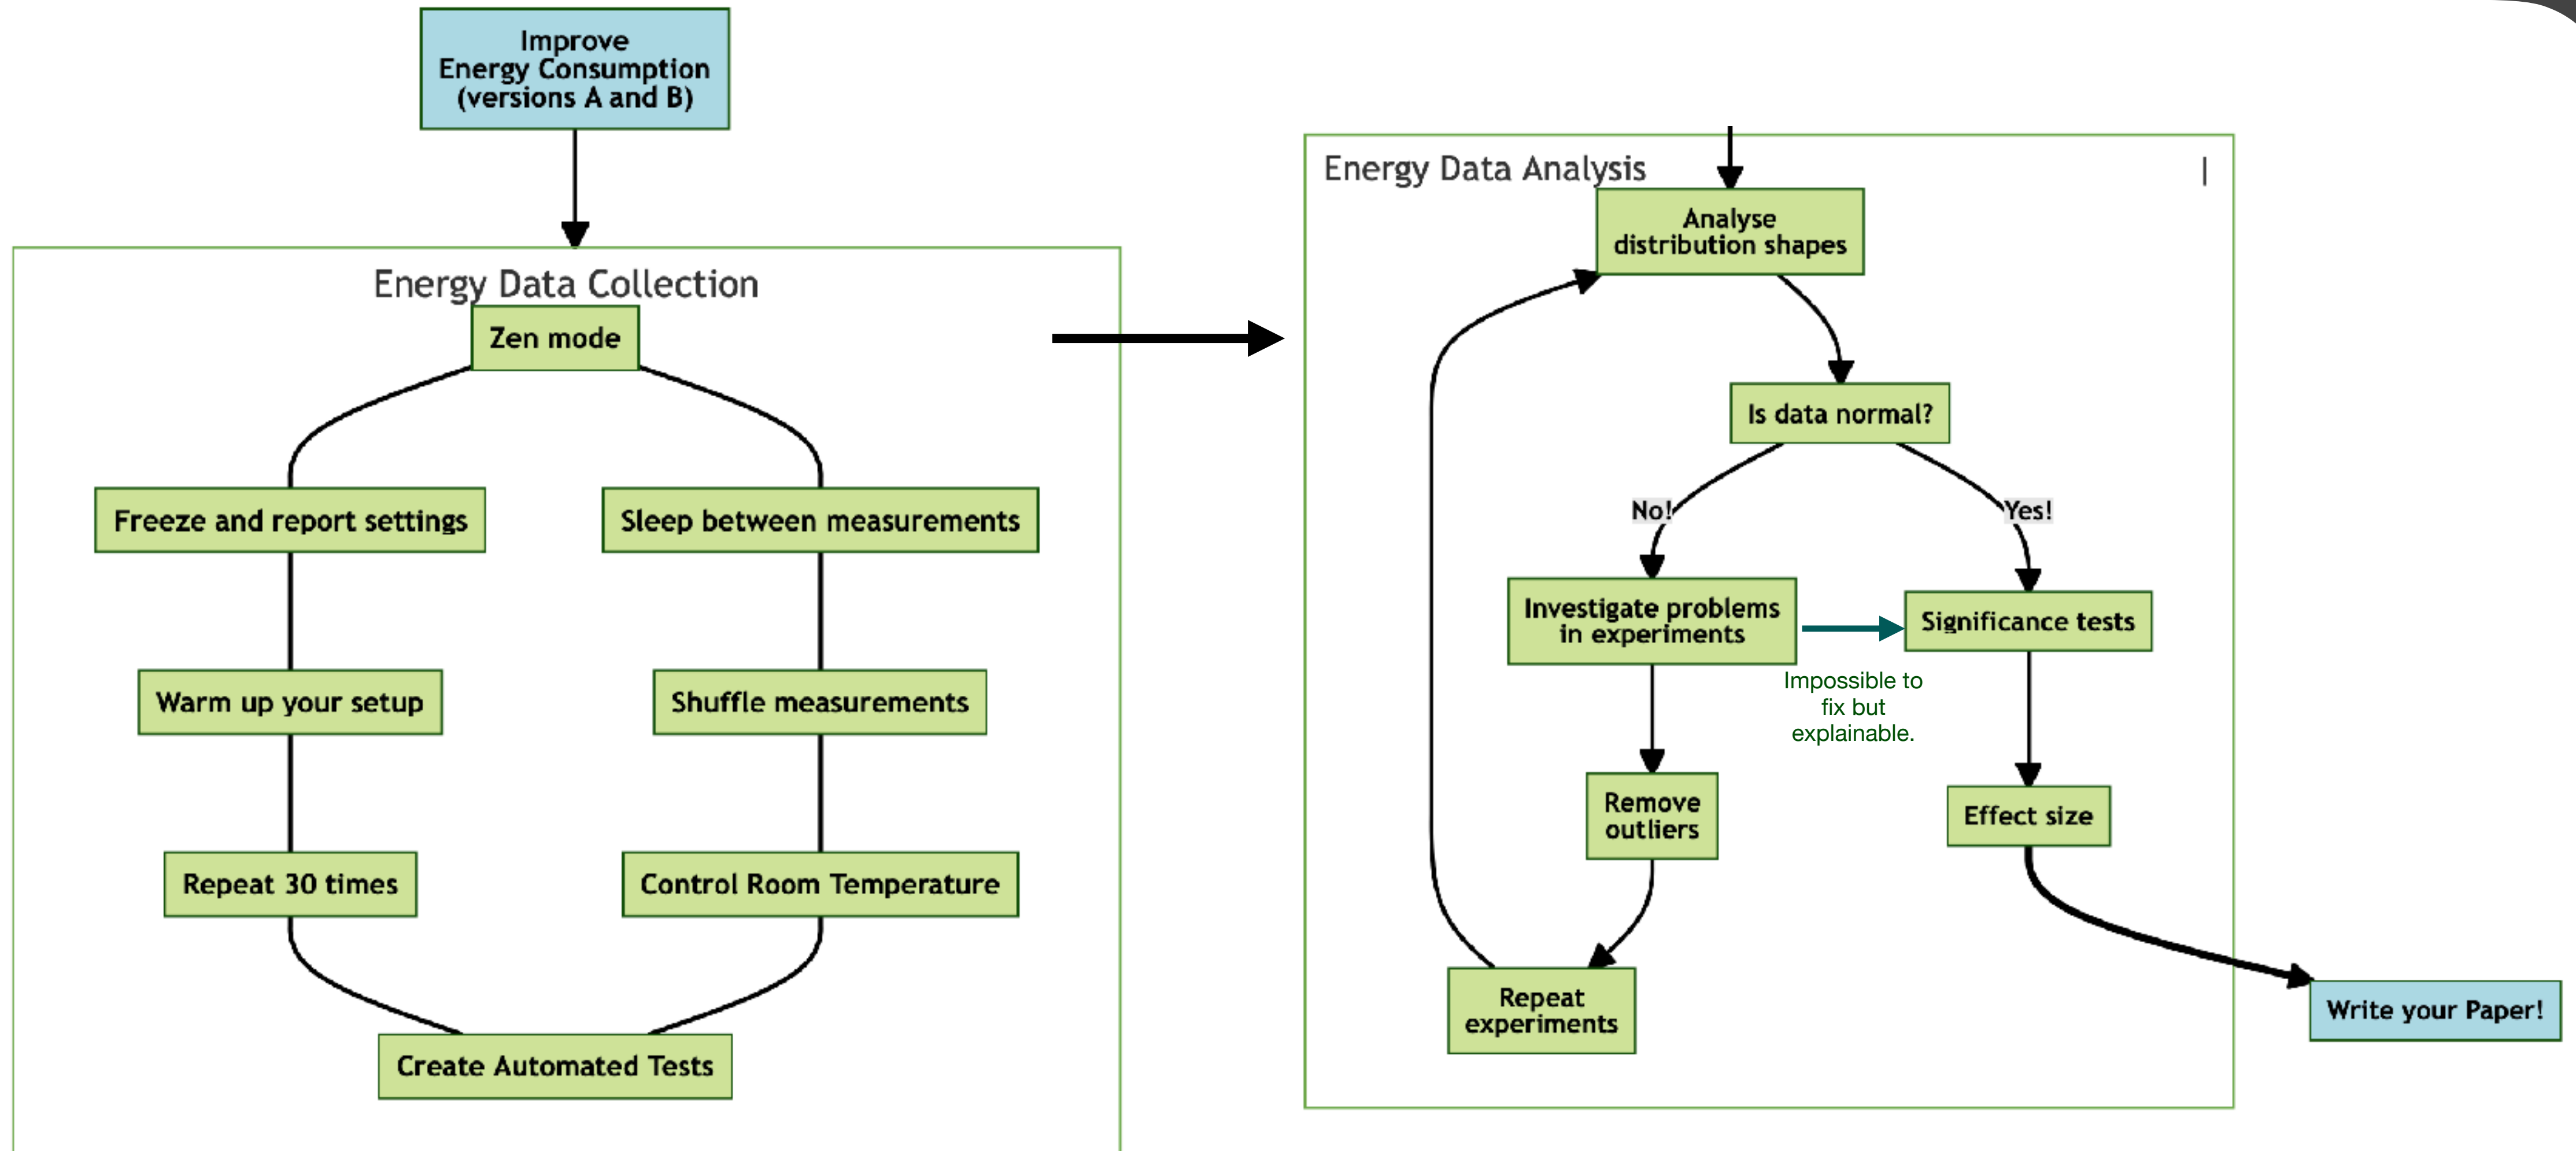 Improve
Energy Consumption
(versions A and B)
Energy Data Collection
Zen mode
Freeze and report settings
Sleep between measurements
Warm up your setup
Shuffle measurements
Repeat 30 times
Control Room Temperature
Create Automated Tests
Energy Data Analysis
Analyse
distribution shapes
Is data normal?
No!
Yes!
Investigate problems
in experiments
Significance tests
Impossible to
fix but
explainable.
Remove
outliers
Effect size
Repeat
experiments
Write your Paper!